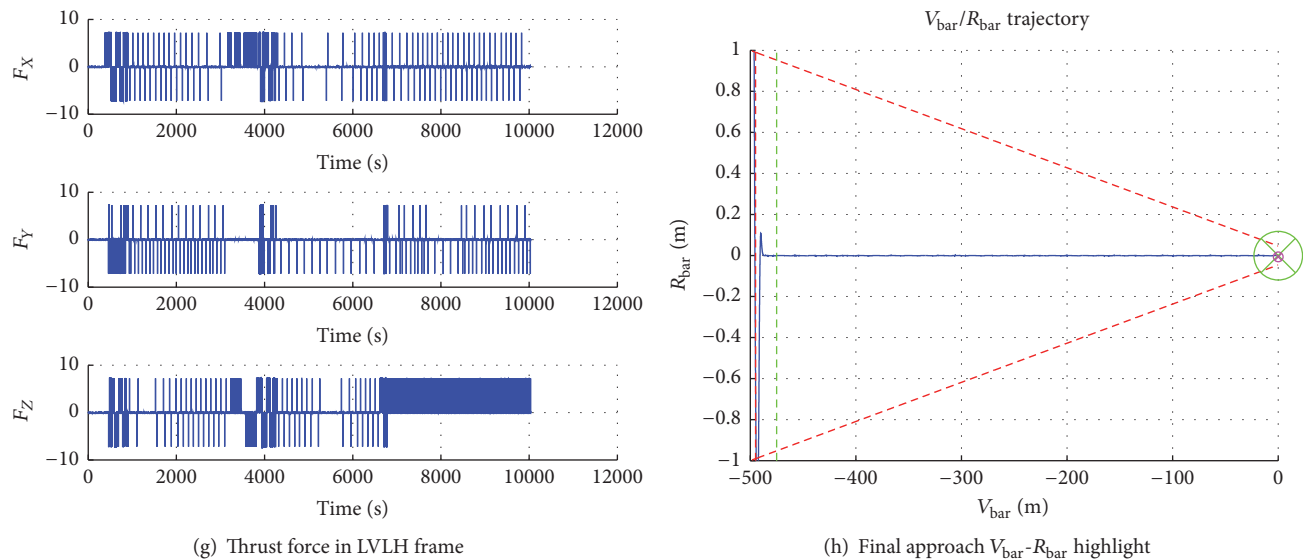 10
0
−10
F_X
0 2000 4000 6000 8000 10000 12000
Time (s)
10
0
−10
F_Y
0 2000 4000 6000 8000 10000 12000
Time (s)
10
0
−10
F_Z
0 2000 4000 6000 8000 10000 12000
Time (s)
(g) Thrust force in LVLH frame
V_bar/R_bar trajectory
1
0.8
0.6
0.4
0.2
0
−0.2
−0.4
−0.6
−0.8
−1
R_bar (m)
−500 −400 −300 −200 −100 0
V_bar (m)
(h) Final approach V_bar-R_bar highlight